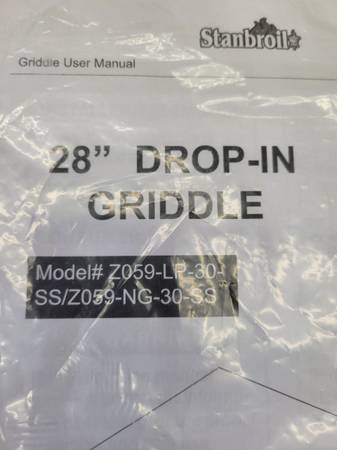 Stanbroil
Griddle User Manual
28” DROP-IN
GRIDDLE
Model# Z059-LP-30-
SS/Z059-NG-30-SS